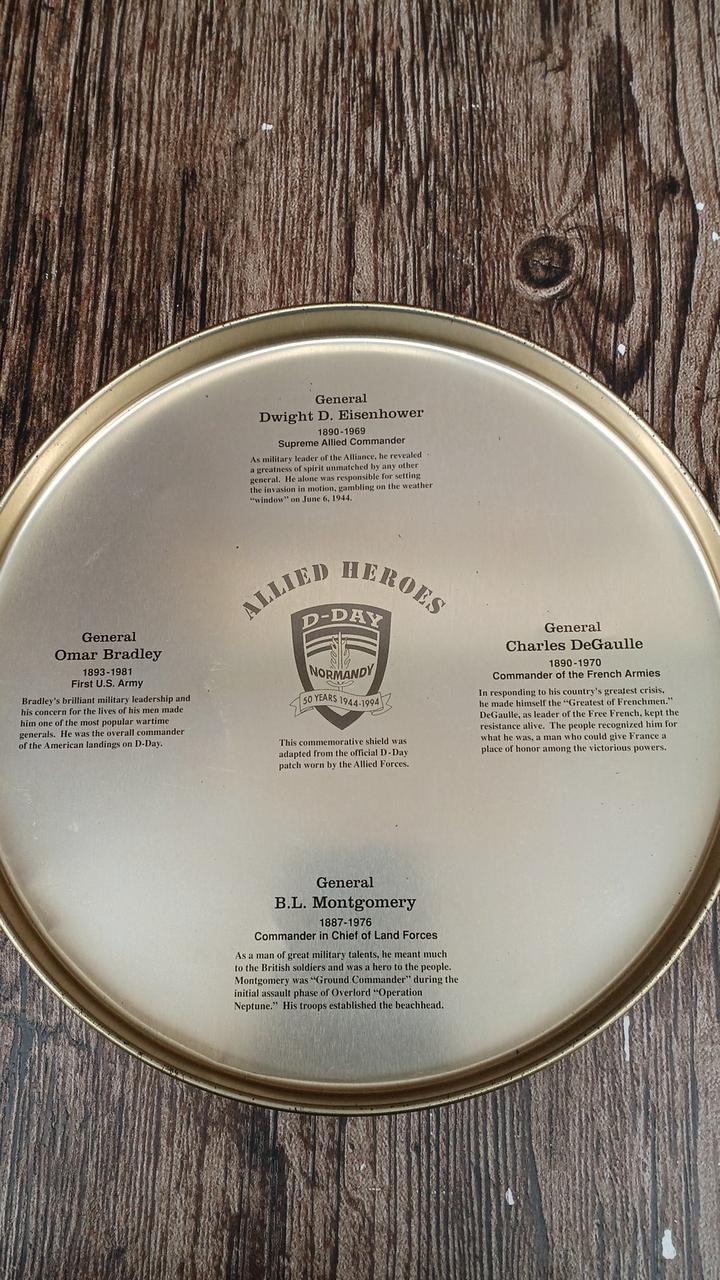 General
Dwight D. Eisenhower
1890-1969
Supreme Allied Commander
As military leader of the Alliance, he revealed
a greatness of spirit unmatched by any other
general. He alone was responsible for setting
the invasion in motion, gambling on the weather
“window” on June 6, 1944.
ALLIED HEROES
D-DAY
NORMANDY
50 YEARS 1944-1994
This commemorative shield was
adapted from the official D-Day
patch worn by the Allied Forces.
General
Omar Bradley
1893-1981
First U.S. Army
Bradley's brilliant military leadership and
his concern for the lives of his men made
him one of the most popular wartime
generals. He was the overall commander
of the American landings on D-Day.
General
Charles DeGaulle
1890-1970
Commander of the French Armies
In responding to his country's greatest crisis,
he made himself the “Greatest of Frenchmen.”
DeGaulle, as leader of the Free French, kept the
resistance alive. The people recognized him for
what he was, a man who could give France a
place of honor among the victorious powers.
General
B.L. Montgomery
1887-1976
Commander in Chief of Land Forces
As a man of great military talents, he meant much
to the British soldiers and was a hero to the people.
Montgomery was “Ground Commander” during the
initial assault phase of Overlord “Operation
Neptune.” His troops established the beachhead.